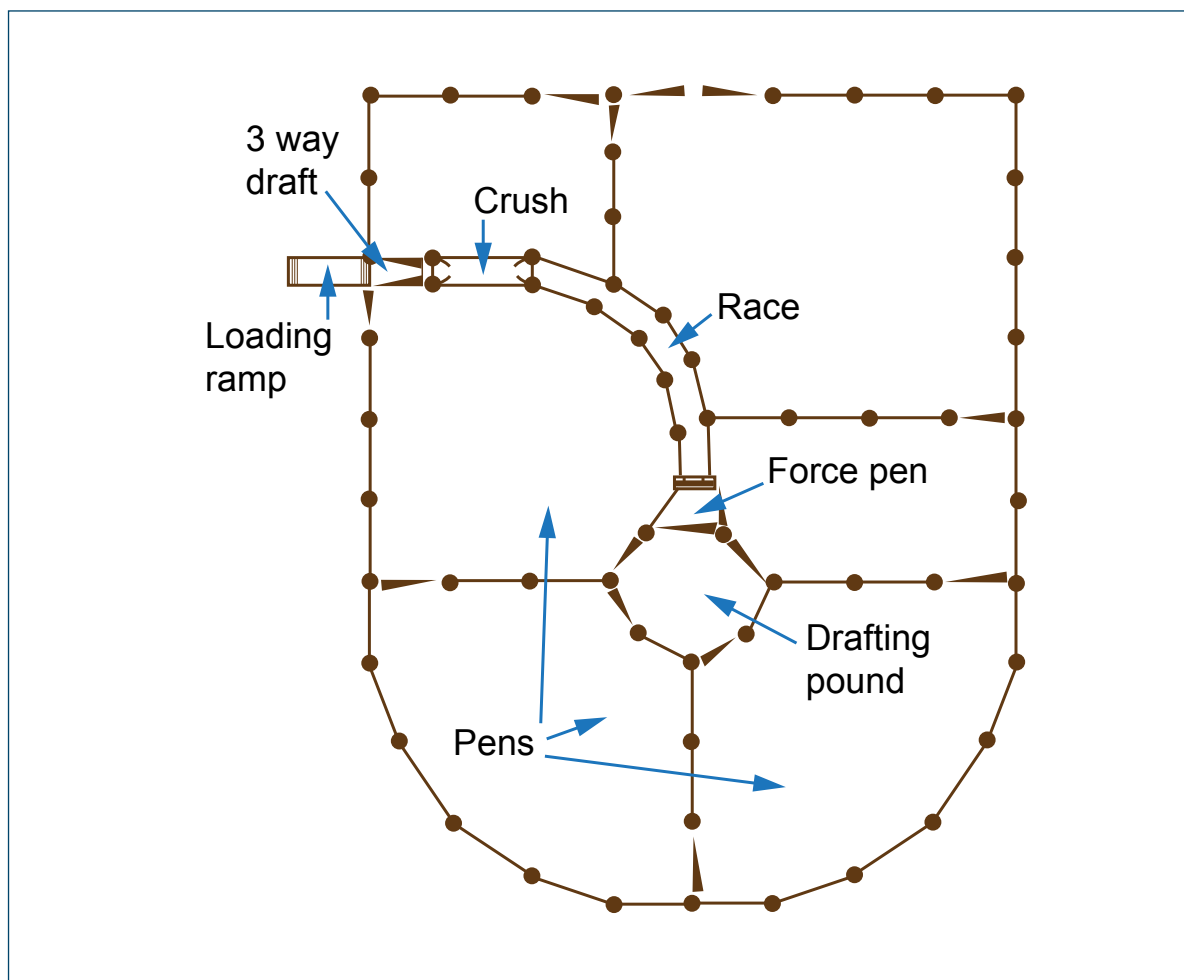 3 way
draft
Crush
Loading
ramp
Race
Force pen
Drafting
pound
Pens